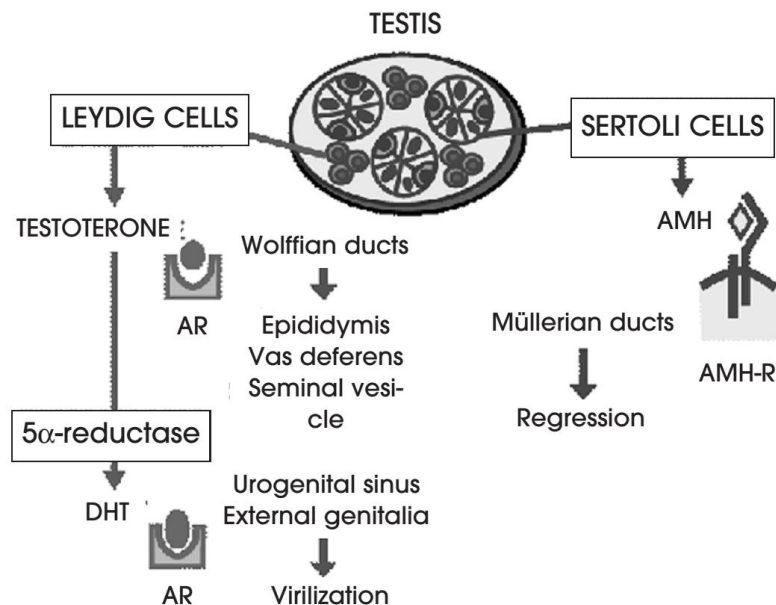 TESTIS
LEYDIG CELLS
SERTOLI CELLS
TESTOTERONE
AR
Wolffian ducts
Epididymis
Vas deferens
Seminal vesi-
cle
AMH
AMH-R
Müllerian ducts
Regression
5α-reductase
DHT
AR
Urogenital sinus
External genitalia
Virilization